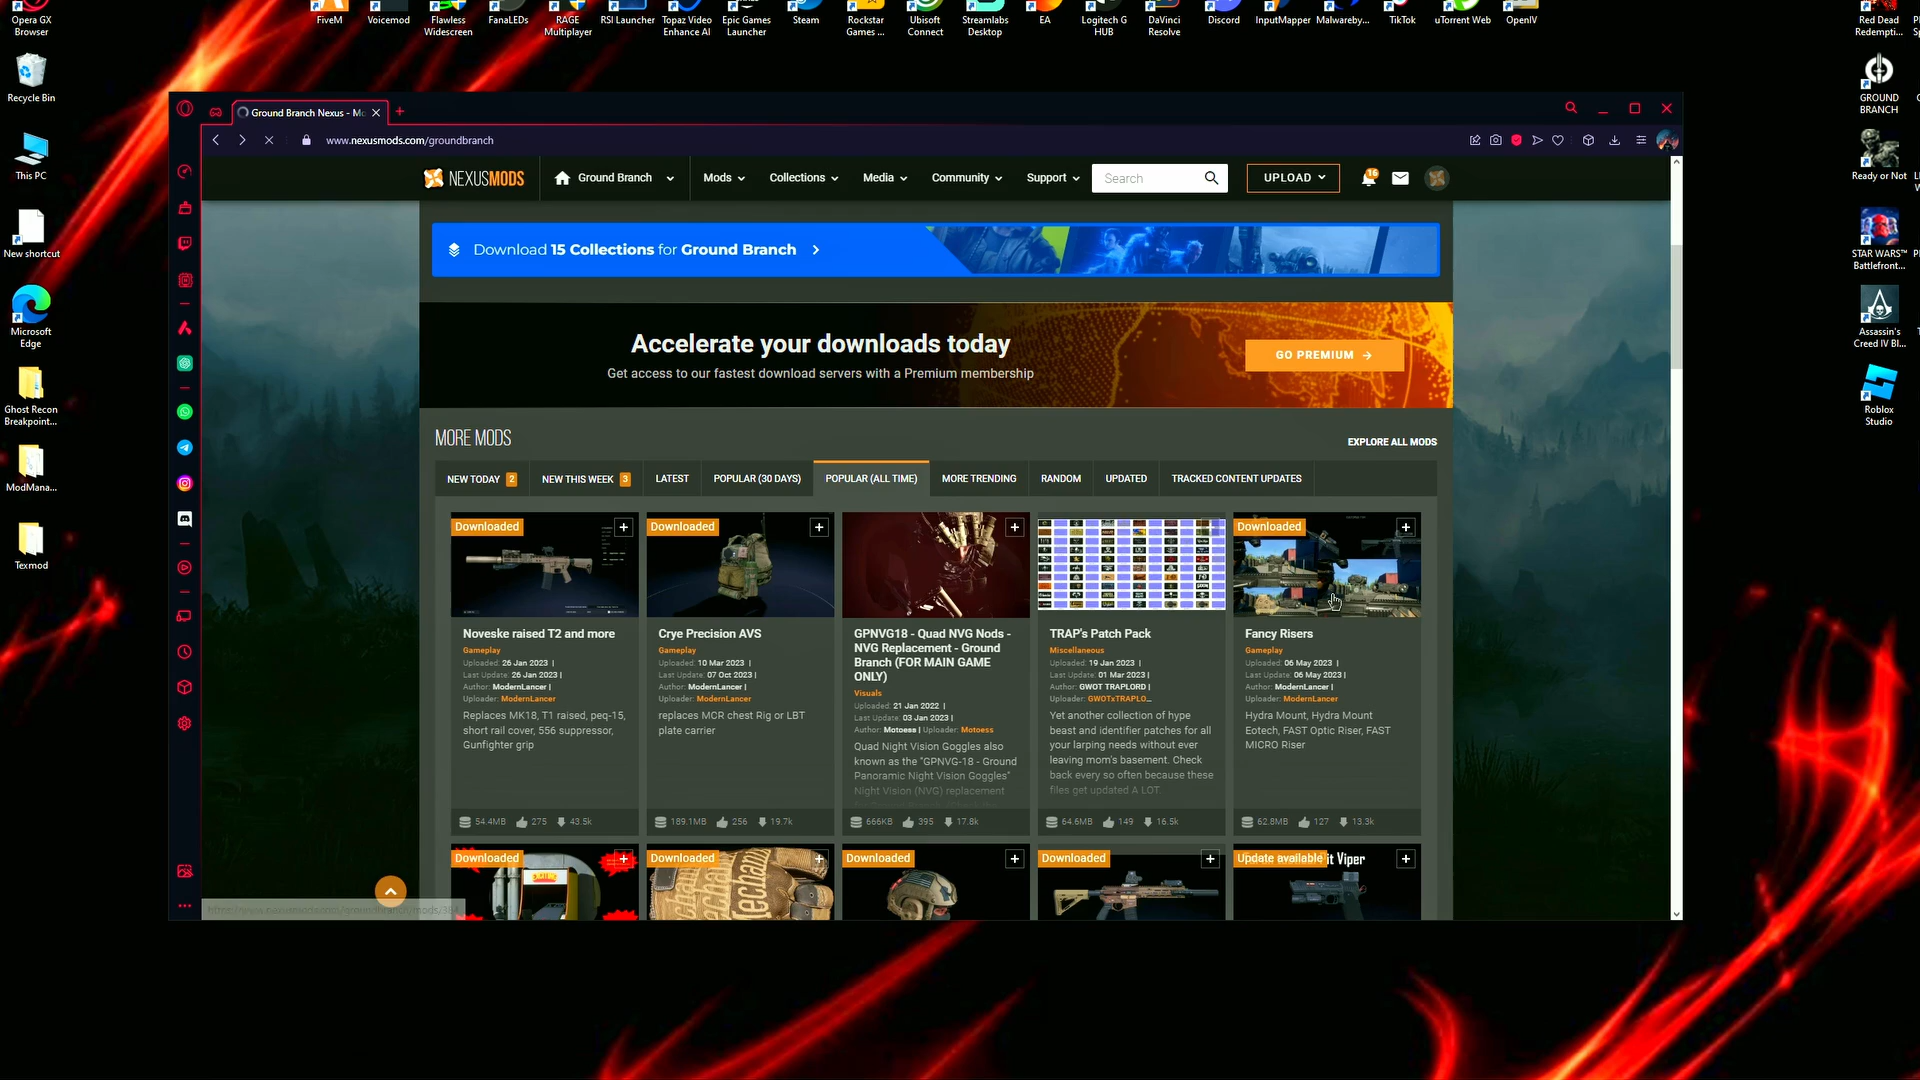 Opera GX
Browser
FiveM
Voicemod
Flawless
Widescreen
FanaLEDs
RAGE
Multiplayer
RSI Launcher
Topaz Video
Enhance AI
Epic Games
Launcher
Steam
Rockstar
Games ...
Ubisoft
Connect
Streamlabs
Desktop
EA
Logitech G
HUB
DaVinci
Resolve
Discord
InputMapper
Malwareby...
TikTok
uTorrent Web
OpenIV
Red Dead
Redempti...
Recycle Bin
This PC
New shortcut
Microsoft
Edge
Ghost Recon
Breakpoint...
ModMana...
Texmod
GROUND
BRANCH
Ready or Not
STAR WARS™
Battlefront...
Assassin's
Creed IV Bl...
Roblox
Studio
Ground Branch Nexus - Mo
www.nexusmods.com/groundbranch
NEXUSMODS
Ground Branch
Mods
Collections
Media
Community
Support
Search
UPLOAD
16
Download 15 Collections for Ground Branch
Accelerate your downloads today
Get access to our fastest download servers with a Premium membership
GO PREMIUM
MORE MODS
EXPLORE ALL MODS
NEW TODAY 2
NEW THIS WEEK 3
LATEST
POPULAR (30 DAYS)
POPULAR (ALL TIME)
MORE TRENDING
RANDOM
UPDATED
TRACKED CONTENT UPDATES
Downloaded
Noveske raised T2 and more
Gameplay
Uploaded: 26 Jan 2023 |
Last Update: 26 Jan 2023 |
Author: ModernLancer |
Uploader: ModernLancer
Replaces MK18, T1 raised, peq-15,
short rail cover, 556 suppressor,
Gunfighter grip
54.4MB 275 43.5k
Downloaded
Crye Precision AVS
Gameplay
Uploaded: 10 Mar 2023 |
Last Update: 07 Oct 2023 |
Author: ModernLancer |
Uploader: ModernLancer
replaces MCR chest Rig or LBT
plate carrier
189.1MB 256 19.7k
GPNVG18 - Quad NVG Nods -
NVG Replacement - Ground
Branch (FOR MAIN GAME
ONLY)
Visuals
Uploaded: 21 Jan 2022 |
Last Update: 03 Jan 2023 |
Author: Motoess | Uploader: Motoess
Quad Night Vision Goggles also
known as the "GPNVG-18 - Ground
Panoramic Night Vision Goggles"
Night Vision (NVG) replacement
666KB 395 17.8k
TRAP's Patch Pack
Miscellaneous
Uploaded: 19 Jan 2023 |
Last Update: 01 Mar 2023 |
Author: GWOT TRAPLORD |
Uploader: GWOTxTRAPLO...
Yet another collection of hype
beast and identifier patches for all
your larping needs without ever
leaving mom's basement. Check
back every so often because these
files get updated A LOT.
64.6MB 149 16.5k
Downloaded
Fancy Risers
Gameplay
Uploaded: 06 May 2023 |
Last Update: 06 May 2023 |
Author: ModernLancer |
Uploader: ModernLancer
Hydra Mount, Hydra Mount
Eotech, FAST Optic Riser, FAST
MICRO Riser
62.8MB 127 13.3k
Downloaded
Downloaded
Mechanix
Downloaded
Downloaded
Update available
it Viper